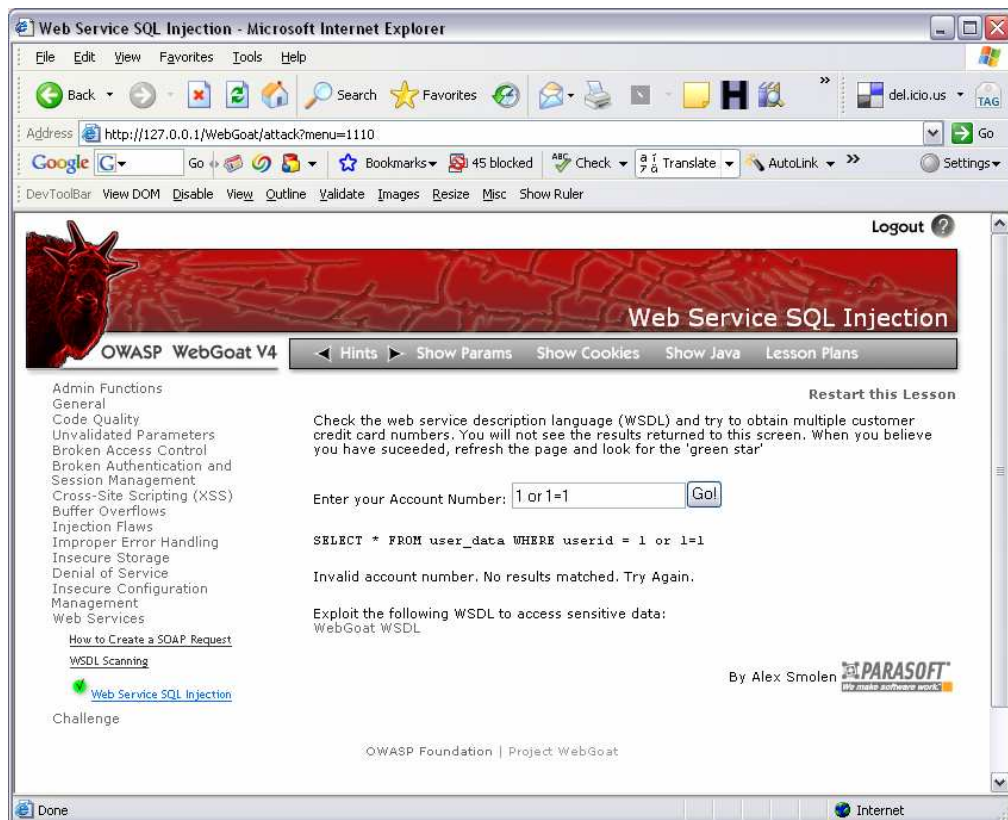 Web Service SQL Injection - Microsoft Internet Explorer
File Edit View Favorites Tools Help
Back Search Favorites del.icio.us TAG
Address http://127.0.0.1/WebGoat/attack?menu=1110 Go
Google G Go Bookmarks 45 blocked ABC Check Translate AutoLink Settings
DevToolBar View DOM Disable View Outline Validate Images Resize Misc Show Ruler
Logout ?
Web Service SQL Injection
OWASP WebGoat V4 Hints Show Params Show Cookies Show Java Lesson Plans
Admin Functions
General
Code Quality
Unvalidated Parameters
Broken Access Control
Broken Authentication and
Session Management
Cross-Site Scripting (XSS)
Buffer Overflows
Injection Flaws
Improper Error Handling
Insecure Storage
Denial of Service
Insecure Configuration
Management
Web Services
How to Create a SOAP Request
WSDL Scanning
Web Service SQL Injection
Challenge
Restart this Lesson
Check the web service description language (WSDL) and try to obtain multiple customer
credit card numbers. You will not see the results returned to this screen. When you believe
you have suceeded, refresh the page and look for the 'green star'
Enter your Account Number: 1 or 1=1 Go!
SELECT * FROM user_data WHERE userid = 1 or 1=1
Invalid account number. No results matched. Try Again.
Exploit the following WSDL to access sensitive data:
WebGoat WSDL
By Alex Smolen PARASOFT
We make software work.
OWASP Foundation | Project WebGoat
Done Internet